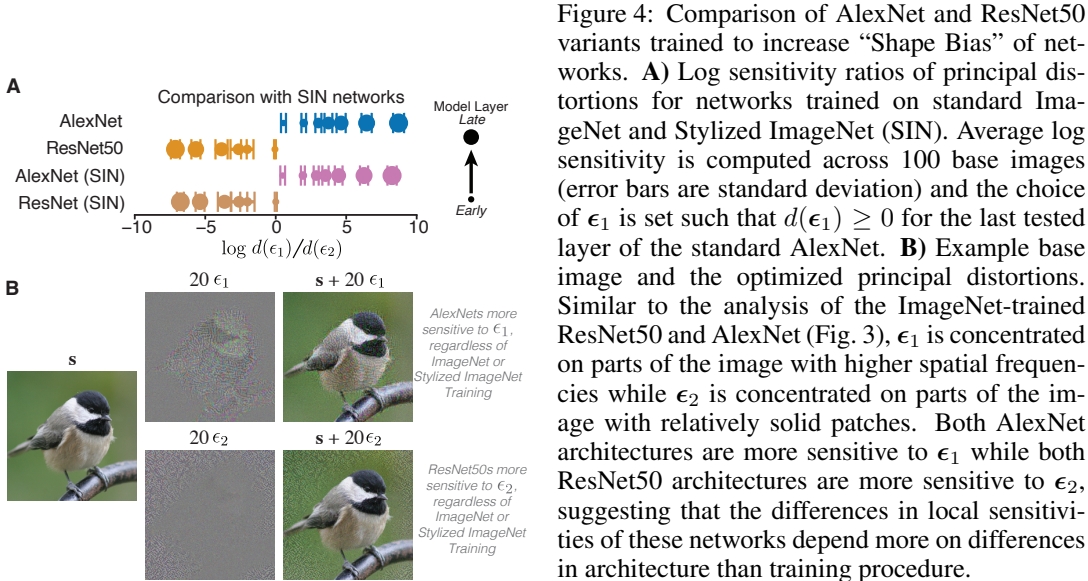 A
Comparison with SIN networks
AlexNet
ResNet50
AlexNet (SIN)
ResNet (SIN)
−10
−5
0
5
10
log d(ϵ₁)/d(ϵ₂)
Model Layer
Late
Early
B
s
20 ϵ₁
s + 20 ϵ₁
AlexNets more
sensitive to ϵ₁,
regardless of
ImageNet or
Stylized ImageNet
Training
20 ϵ₂
s + 20ϵ₂
ResNet50s more
sensitive to ϵ₂,
regardless of
ImageNet or
Stylized ImageNet
Training
Figure 4: Comparison of AlexNet and ResNet50
variants trained to increase “Shape Bias” of net-
works. A) Log sensitivity ratios of principal dis-
tortions for networks trained on standard Ima-
geNet and Stylized ImageNet (SIN). Average log
sensitivity is computed across 100 base images
(error bars are standard deviation) and the choice
of ϵ₁ is set such that d(ϵ₁) ≥ 0 for the last tested
layer of the standard AlexNet. B) Example base
image and the optimized principal distortions.
Similar to the analysis of the ImageNet-trained
ResNet50 and AlexNet (Fig. 3), ϵ₁ is concentrated
on parts of the image with higher spatial frequen-
cies while ϵ₂ is concentrated on parts of the im-
age with relatively solid patches. Both AlexNet
architectures are more sensitive to ϵ₁ while both
ResNet50 architectures are more sensitive to ϵ₂,
suggesting that the differences in local sensitivi-
ties of these networks depend more on differences
in architecture than training procedure.